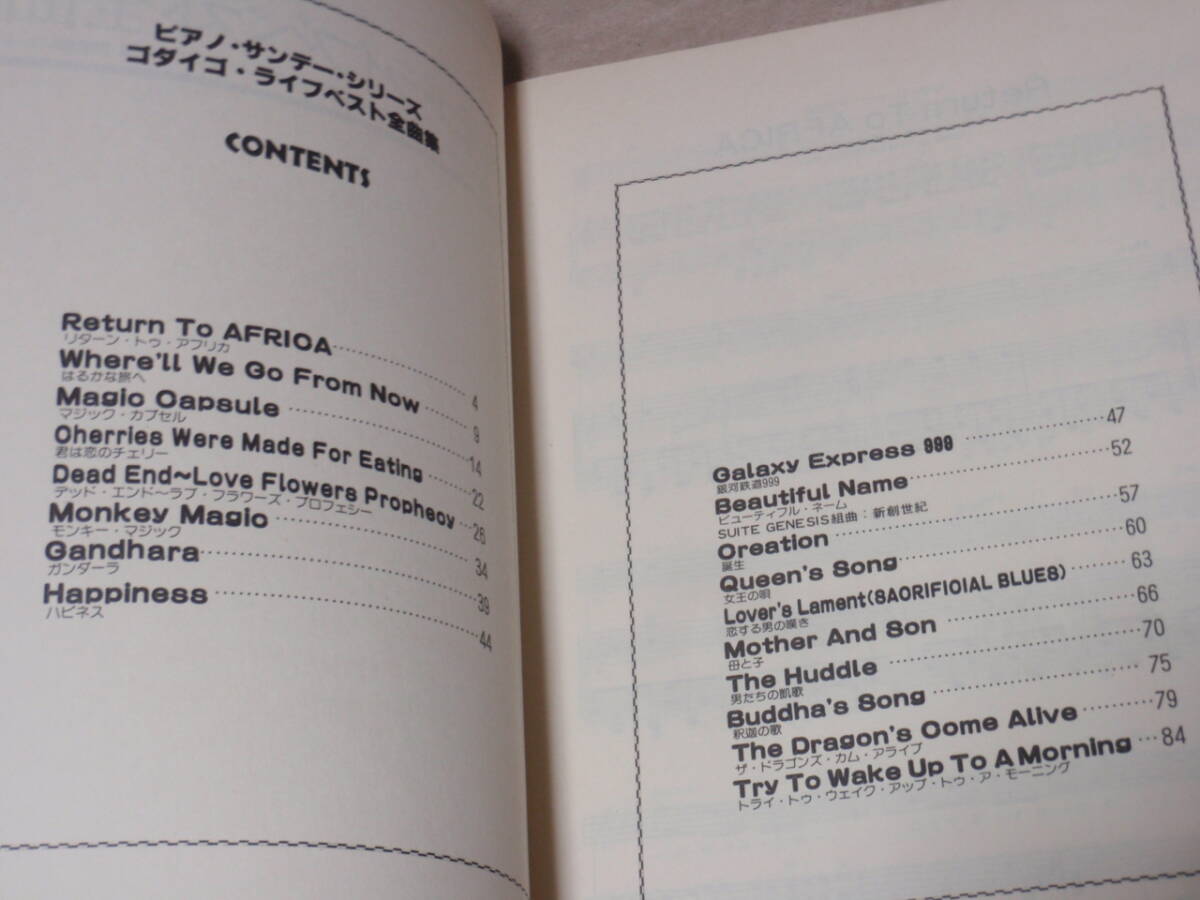 ピアノ・サンデー・シリーズ
ゴダイゴ・ライフベスト全曲集
CONTENTS
Return To AFRICA 4
リターン・トゥ・アフリカ
Where'll We Go From Now 9
はるかな旅へ
Magic Capsule 14
マジック・カプセル
Cherries Were Made For Eating 22
君は恋のチェリー
Dead End~Love Flowers Prophecy 26
デッド・エンド~ラブ・フラワーズ・プロフェシー
Monkey Magic 34
モンキー・マジック
Gandhara 39
ガンダーラ
Happiness 44
ハピネス
Galaxy Express 999 47
銀河鉄道999
Beautiful Name 52
ビューティフル・ネーム
SUITE GENESIS組曲:新創世紀
Creation 57
誕生
Queen's Song 60
女王の唄
Lover's Lament(SACRIFICIAL BLUES) 63
恋する男の嘆き
Mother And Son 66
母と子
The Huddle 70
男たちの凱歌
Buddha's Song 75
釈迦の歌
The Dragon's Come Alive 79
ザ・ドラゴンズ・カム・アライブ
Try To Wake Up To A Morning 84
トライ・トゥ・ウェイク・アップ・トゥ・ア・モーニング